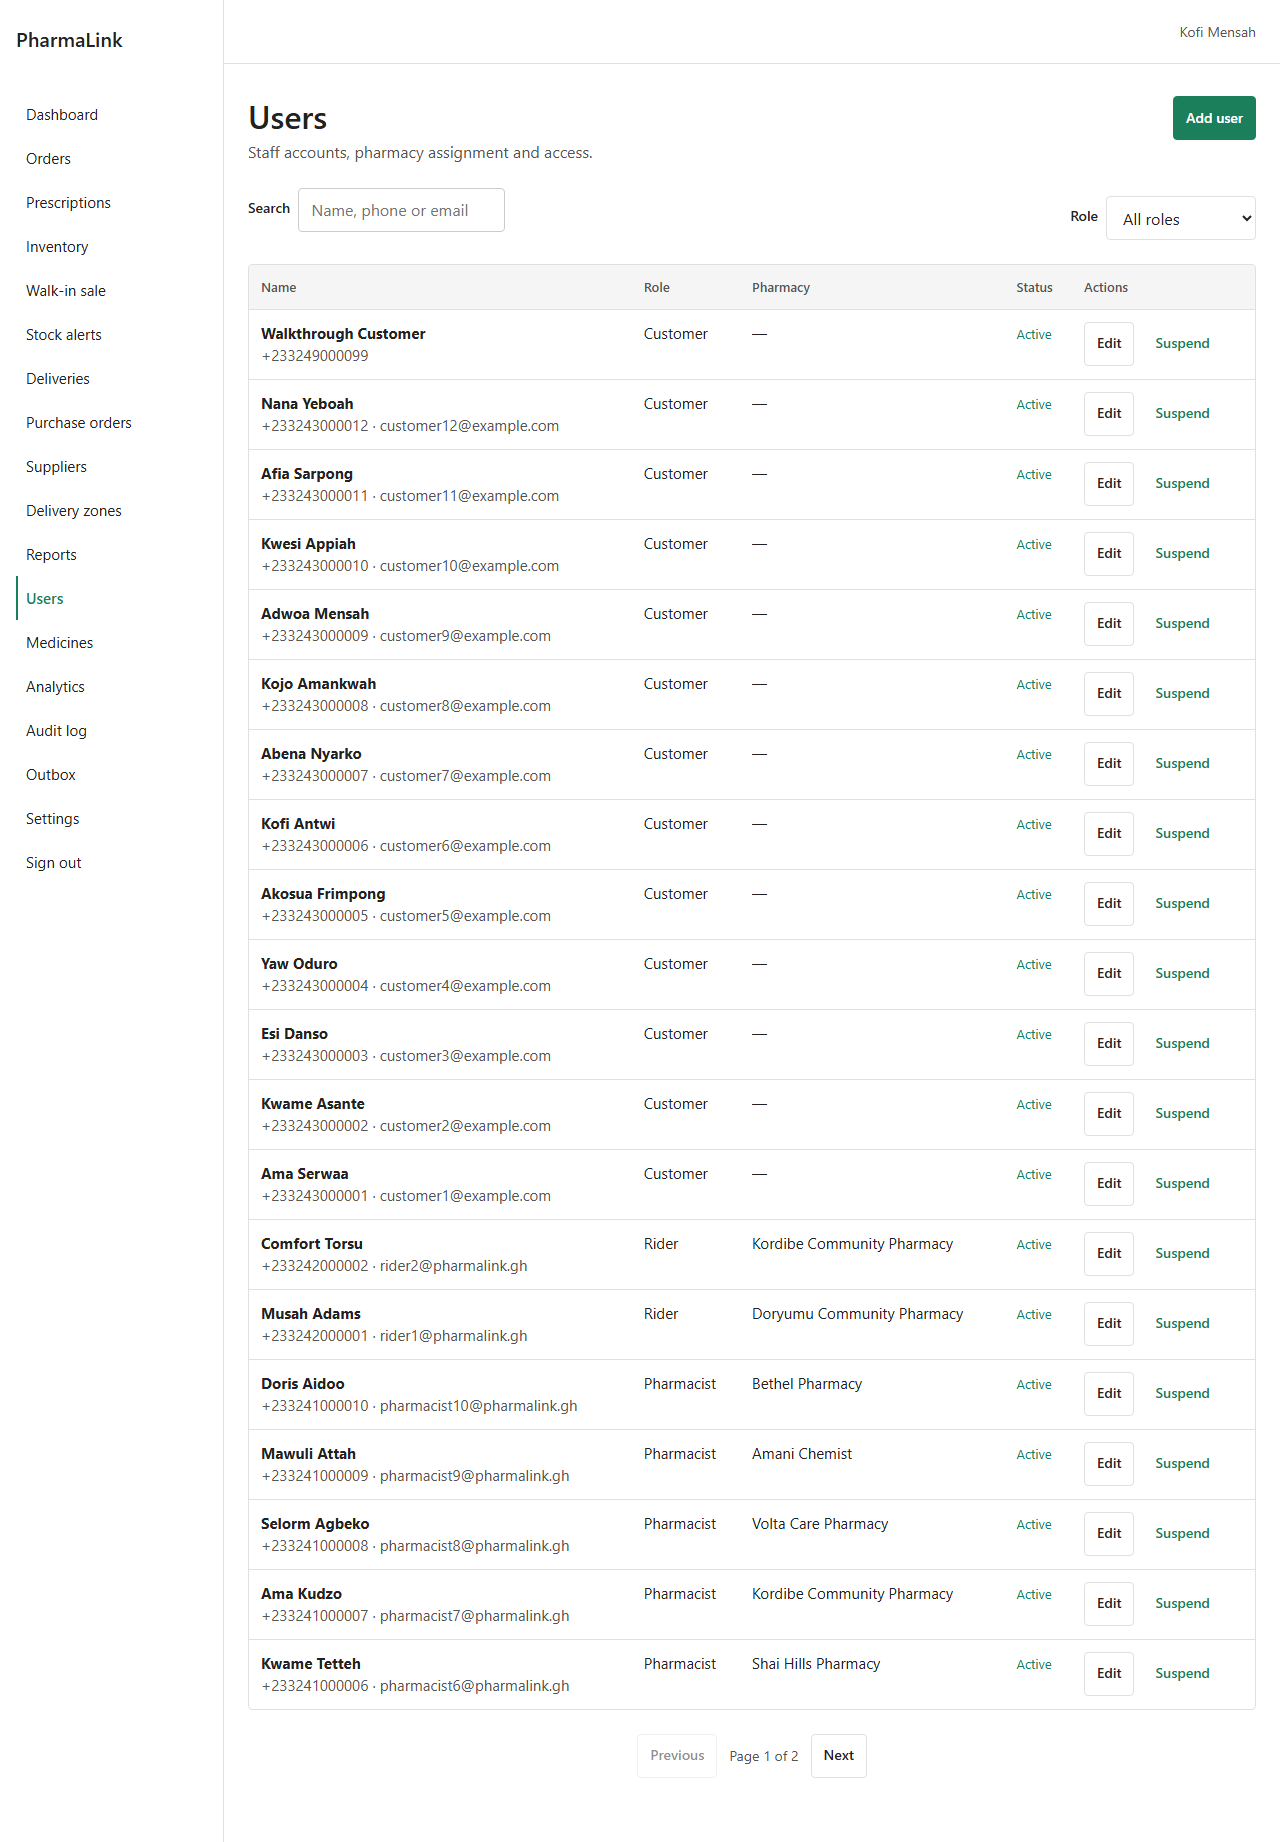 PharmaLink
Kofi Mensah
Dashboard
Orders
Prescriptions
Inventory
Walk-in sale
Stock alerts
Deliveries
Purchase orders
Suppliers
Delivery zones
Reports
Users
Medicines
Analytics
Audit log
Outbox
Settings
Sign out
Users
Add user
Staff accounts, pharmacy assignment and access.
Search Name, phone or email
Role All roles
Name Role Pharmacy Status Actions
Walkthrough Customer Customer — Active Edit Suspend
+233249000099
Nana Yeboah Customer — Active Edit Suspend
+233243000012 · customer12@example.com
Afia Sarpong Customer — Active Edit Suspend
+233243000011 · customer11@example.com
Kwesi Appiah Customer — Active Edit Suspend
+233243000010 · customer10@example.com
Adwoa Mensah Customer — Active Edit Suspend
+233243000009 · customer9@example.com
Kojo Amankwah Customer — Active Edit Suspend
+233243000008 · customer8@example.com
Abena Nyarko Customer — Active Edit Suspend
+233243000007 · customer7@example.com
Kofi Antwi Customer — Active Edit Suspend
+233243000006 · customer6@example.com
Akosua Frimpong Customer — Active Edit Suspend
+233243000005 · customer5@example.com
Yaw Oduro Customer — Active Edit Suspend
+233243000004 · customer4@example.com
Esi Danso Customer — Active Edit Suspend
+233243000003 · customer3@example.com
Kwame Asante Customer — Active Edit Suspend
+233243000002 · customer2@example.com
Ama Serwaa Customer — Active Edit Suspend
+233243000001 · customer1@example.com
Comfort Torsu Rider Kordibe Community Pharmacy Active Edit Suspend
+233242000002 · rider2@pharmalink.gh
Musah Adams Rider Doryumu Community Pharmacy Active Edit Suspend
+233242000001 · rider1@pharmalink.gh
Doris Aidoo Pharmacist Bethel Pharmacy Active Edit Suspend
+233241000010 · pharmacist10@pharmalink.gh
Mawuli Attah Pharmacist Amani Chemist Active Edit Suspend
+233241000009 · pharmacist9@pharmalink.gh
Selorm Agbeko Pharmacist Volta Care Pharmacy Active Edit Suspend
+233241000008 · pharmacist8@pharmalink.gh
Ama Kudzo Pharmacist Kordibe Community Pharmacy Active Edit Suspend
+233241000007 · pharmacist7@pharmalink.gh
Kwame Tetteh Pharmacist Shai Hills Pharmacy Active Edit Suspend
+233241000006 · pharmacist6@pharmalink.gh
Previous Page 1 of 2 Next